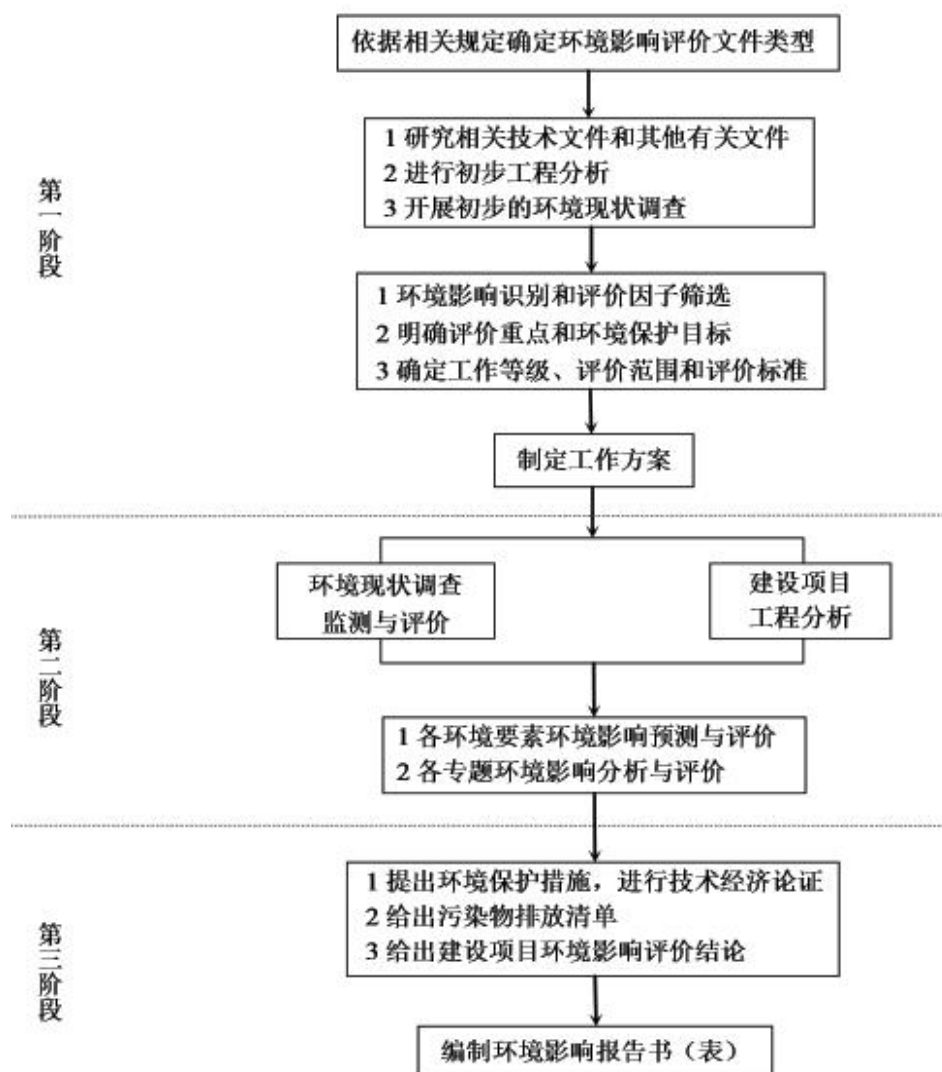 依据相关规定确定环境影响评价文件类型
第一阶段
1 研究相关技术文件和其他有关文件
2 进行初步工程分析
3 开展初步的环境现状调查
1 环境影响识别和评价因子筛选
2 明确评价重点和环境保护目标
3 确定工作等级、评价范围和评价标准
制定工作方案
第二阶段
环境现状调查
监测与评价
建设项目
工程分析
1 各环境要素环境影响预测与评价
2 各专题环境影响分析与评价
第三阶段
1 提出环境保护措施，进行技术经济论证
2 给出污染物排放清单
3 给出建设项目环境影响评价结论
编制环境影响报告书（表）